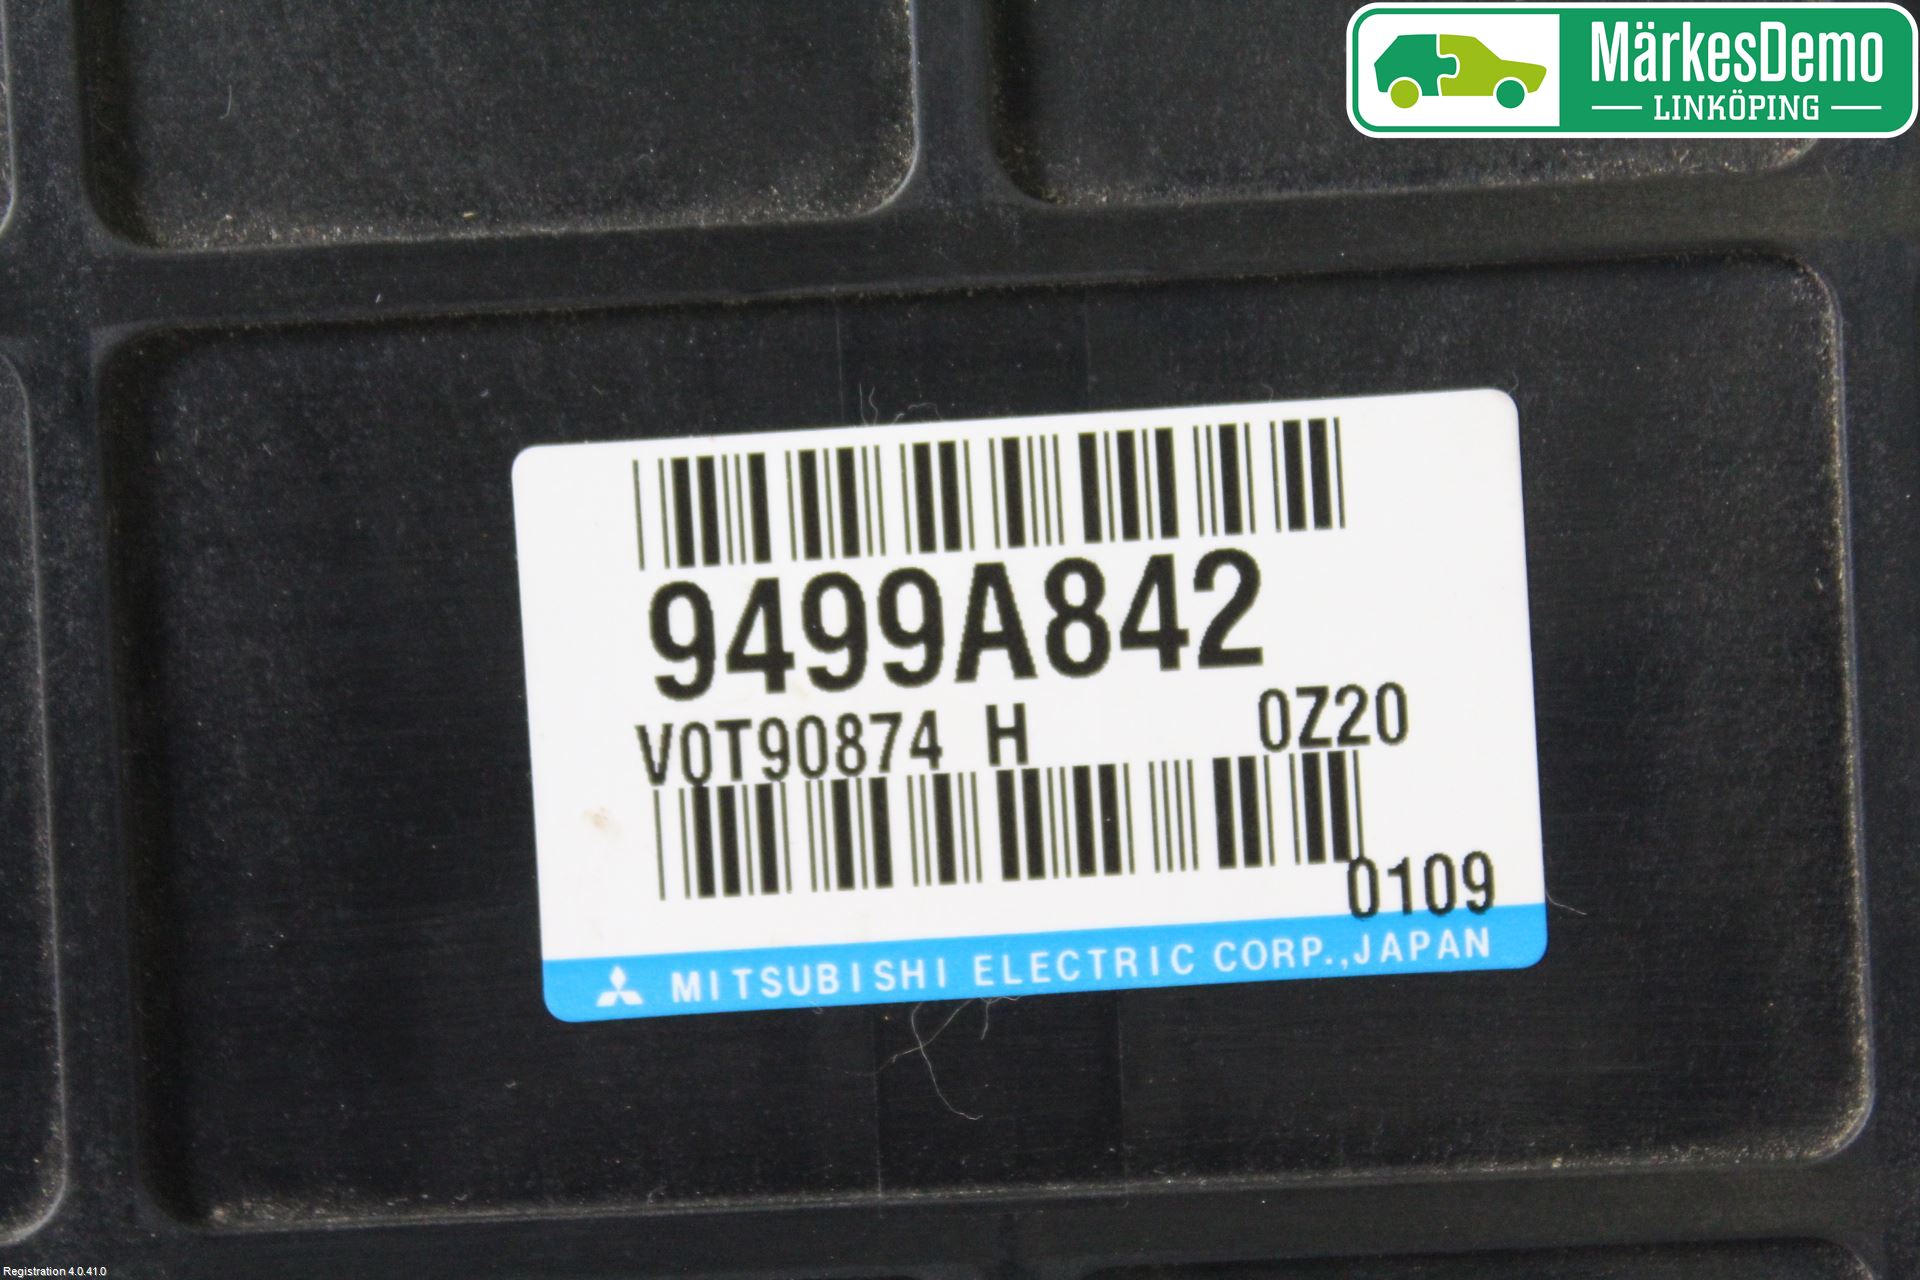 MärkesDemo
LINKÖPING
9499A842
V0T90874 H 0Z20
0109
MITSUBISHI ELECTRIC CORP.,JAPAN
Registration 4.0.41.0